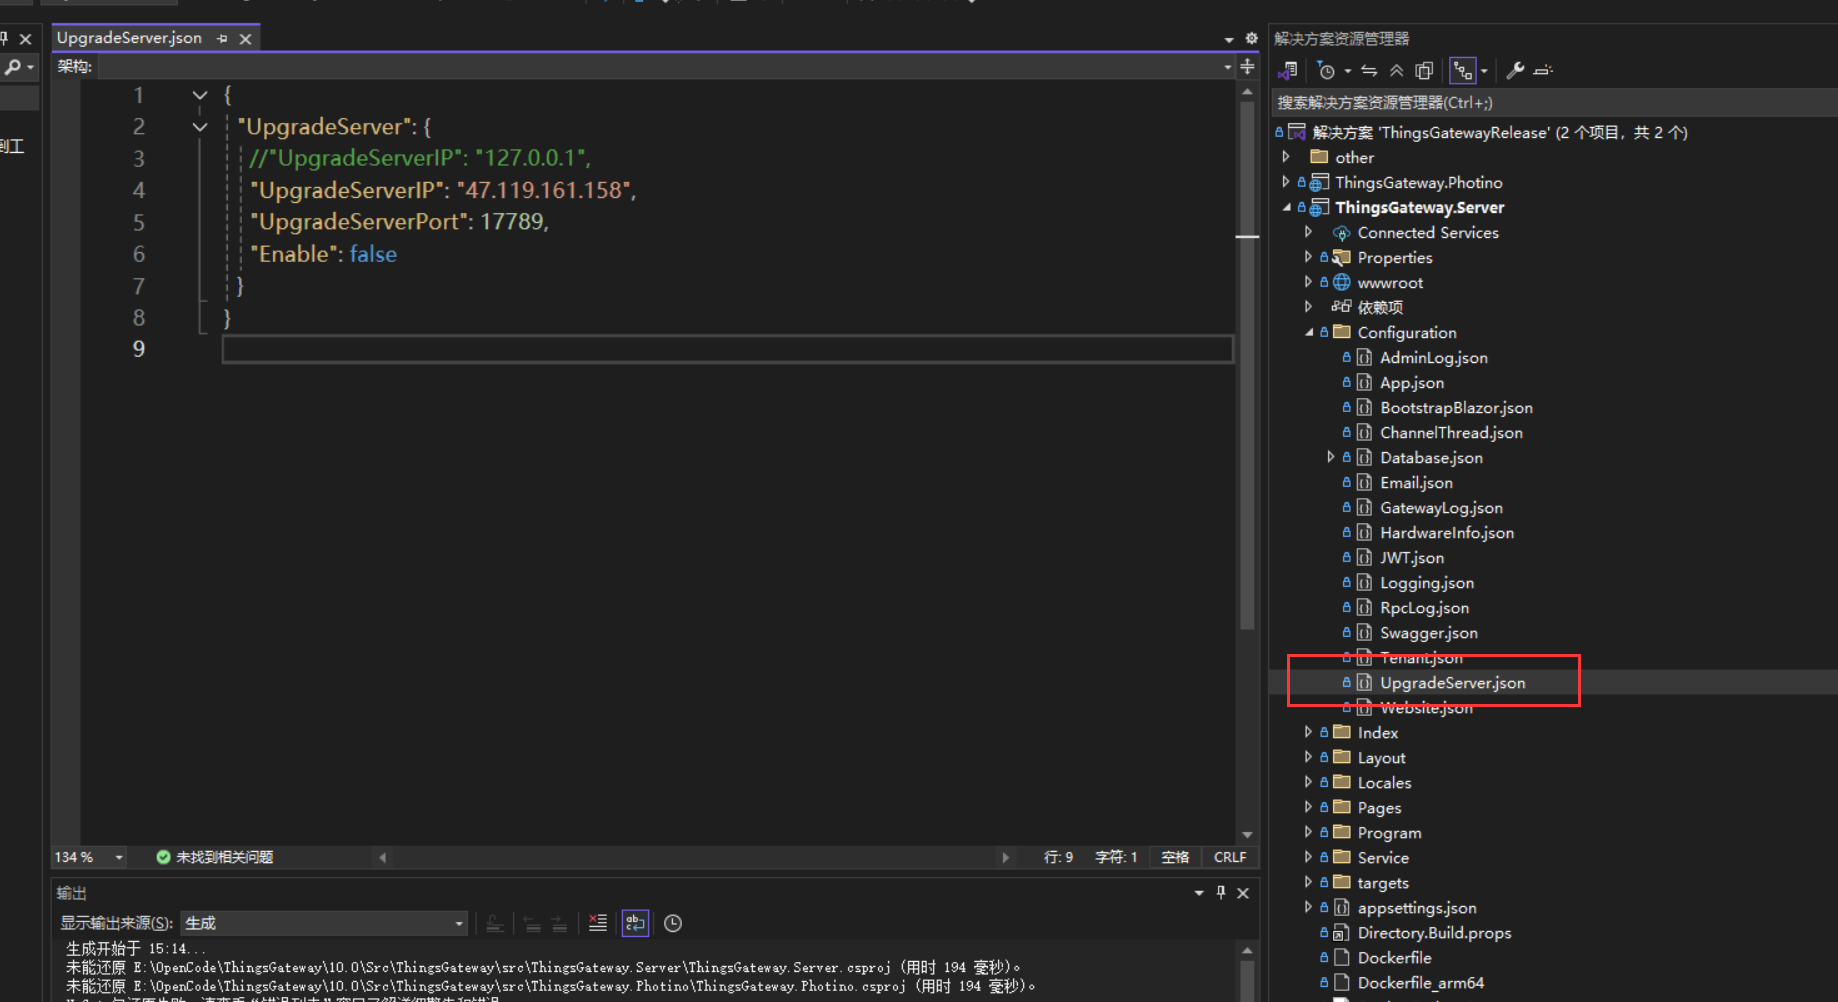 UpgradeServer.json
架构:
1 {
2 "UpgradeServer": {
3 //"UpgradeServerIP": "127.0.0.1",
4 "UpgradeServerIP": "47.119.161.158",
5 "UpgradeServerPort": 17789,
6 "Enable": false
7 }
8 }
9
到工
134 %
未找到相关问题
行: 9
字符: 1
空格
CRLF
输出
显示输出来源(S): 生成
生成开始于 15:14...
未能还原 E:\OpenCode\ThingsGateway\10.0\Src\ThingsGateway\src\ThingsGateway.Server\ThingsGateway.Server.csproj (用时 194 毫秒)。
未能还原 E:\OpenCode\ThingsGateway\10.0\Src\ThingsGateway\src\ThingsGateway.Photino\ThingsGateway.Photino.csproj (用时 194 毫秒)。
解决方案资源管理器
搜索解决方案资源管理器(Ctrl+;)
解决方案 'ThingsGatewayRelease' (2 个项目，共 2 个)
other
ThingsGateway.Photino
ThingsGateway.Server
Connected Services
Properties
wwwroot
依赖项
Configuration
AdminLog.json
App.json
BootstrapBlazor.json
ChannelThread.json
Database.json
Email.json
GatewayLog.json
HardwareInfo.json
JWT.json
Logging.json
RpcLog.json
Swagger.json
Tenant.json
UpgradeServer.json
Website.json
Index
Layout
Locales
Pages
Program
Service
targets
appsettings.json
Directory.Build.props
Dockerfile
Dockerfile_arm64